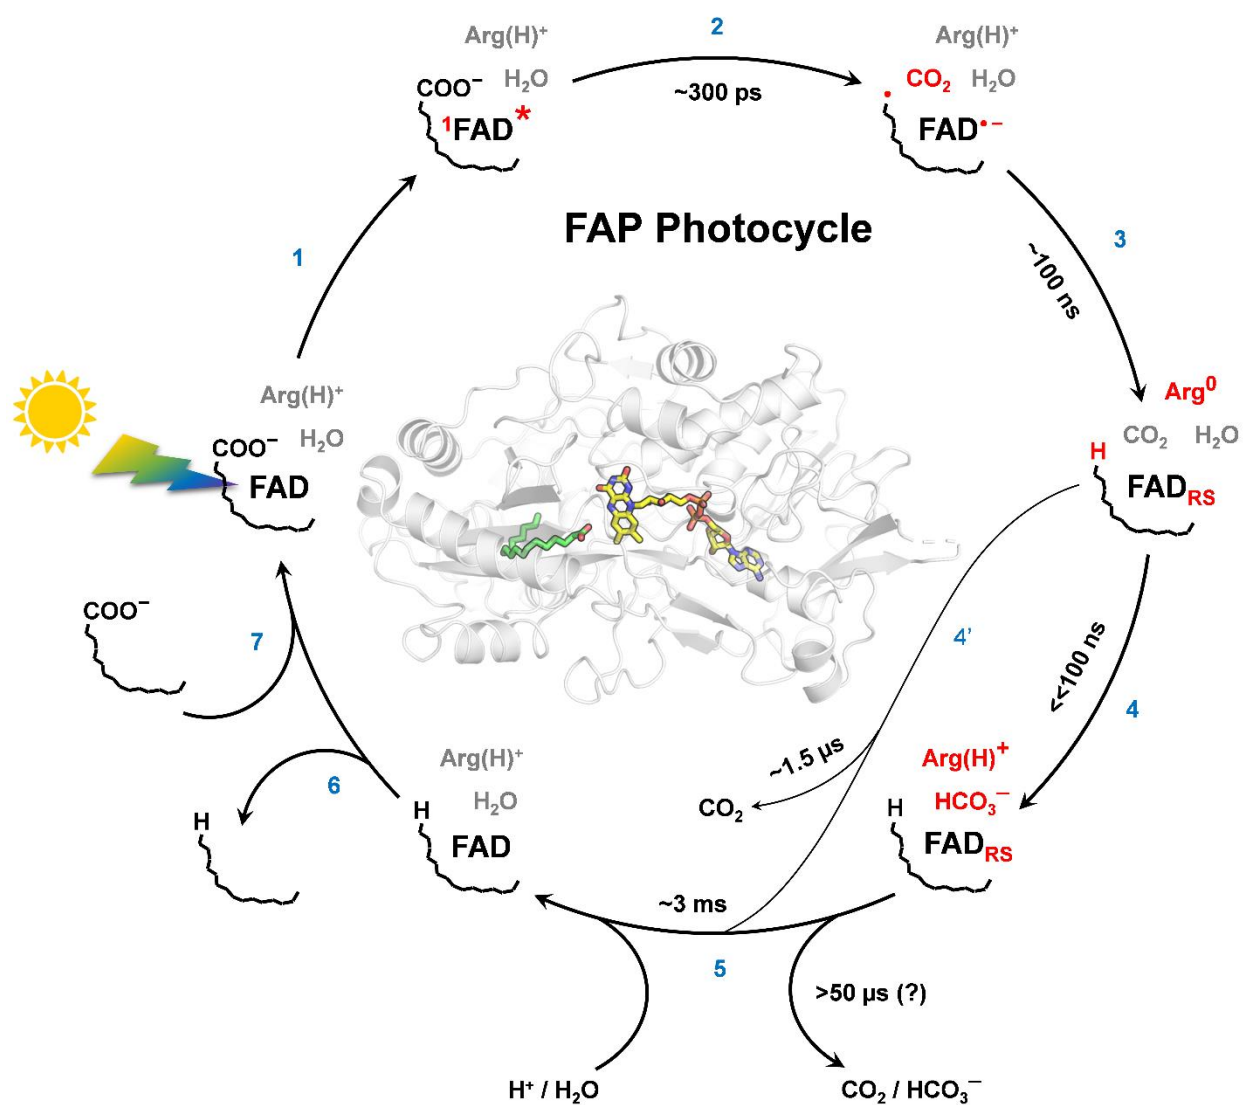 Arg(H)⁺
COO⁻ H₂O
¹FAD*
2
~300 ps
Arg(H)⁺
• CO₂ H₂O
FAD•−
FAP Photocycle
1
3
~100 ns
Arg(H)⁺
COO⁻ H₂O
FAD
Arg⁰
CO₂ H₂O
H
FAD_RS
4'
<<100 ns
4
COO⁻
7
6
H
Arg(H)⁺
H₂O
H
FAD
~1.5 µs
CO₂
Arg(H)⁺
H HCO₃⁻
FAD_RS
~3 ms
5
>50 µs (?)
H⁺ / H₂O
CO₂ / HCO₃⁻